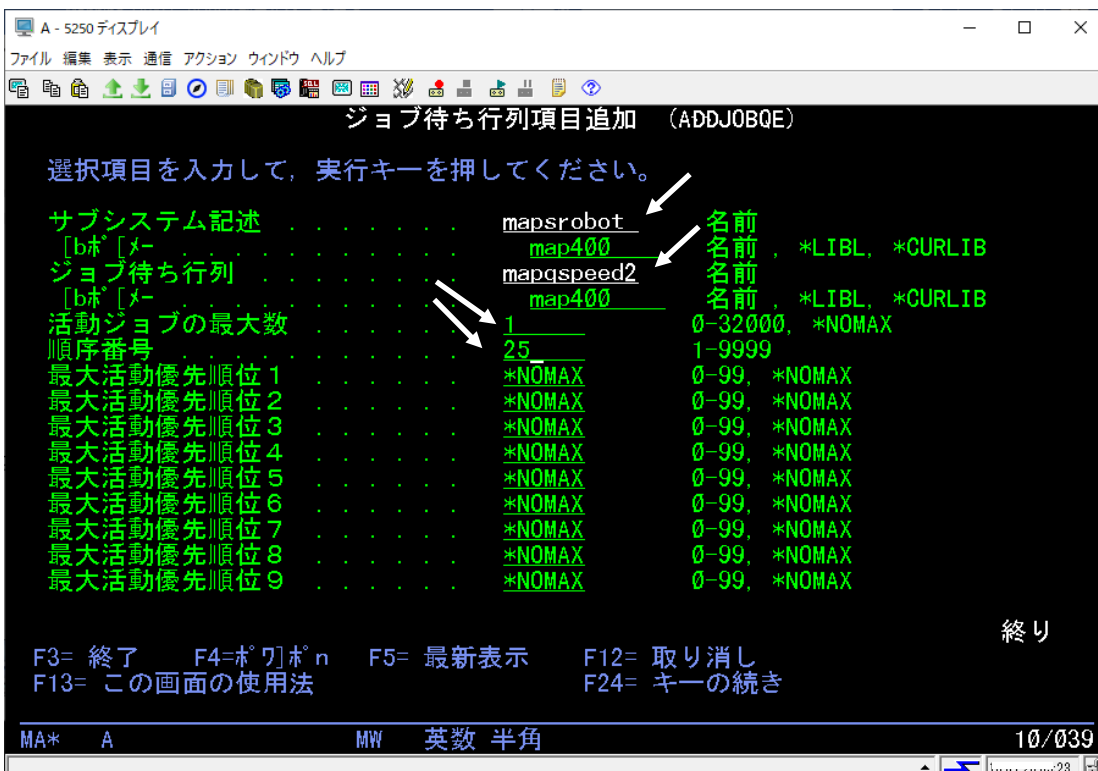 A - 5250 ディスプレイ
ファイル 編集 表示 通信 アクション ウィンドウ ヘルプ
ジョブ待ち行列項目追加 (ADDJOBQE)
選択項目を入力して, 実行キーを押してください。
サブシステム記述 . . . . . . . mapsrobot 名前
[bﾎﾞ[ﾒｰ . . . . . . . . . . . map400 名前 , *LIBL, *CURLIB
ジョブ待ち行列 . . . . . . . . mapqspeed2 名前
[bﾎﾞ[ﾒｰ . . . . . . . . . . . map400 名前 , *LIBL, *CURLIB
活動ジョブの最大数 . . . . . . 1 0-32000, *NOMAX
順序番号 . . . . . . . . . . . 25 1-9999
最大活動優先順位1 . . . . . . *NOMAX 0-99, *NOMAX
最大活動優先順位2 . . . . . . *NOMAX 0-99, *NOMAX
最大活動優先順位3 . . . . . . *NOMAX 0-99, *NOMAX
最大活動優先順位4 . . . . . . *NOMAX 0-99, *NOMAX
最大活動優先順位5 . . . . . . *NOMAX 0-99, *NOMAX
最大活動優先順位6 . . . . . . *NOMAX 0-99, *NOMAX
最大活動優先順位7 . . . . . . *NOMAX 0-99, *NOMAX
最大活動優先順位8 . . . . . . *NOMAX 0-99, *NOMAX
最大活動優先順位9 . . . . . . *NOMAX 0-99, *NOMAX
終り
F3= 終了 F4=ﾎﾟﾜ]ﾎﾟn F5= 最新表示 F12= 取り消し
F13= この画面の使用法 F24= キーの続き
MA* A MW 英数 半角 10/039